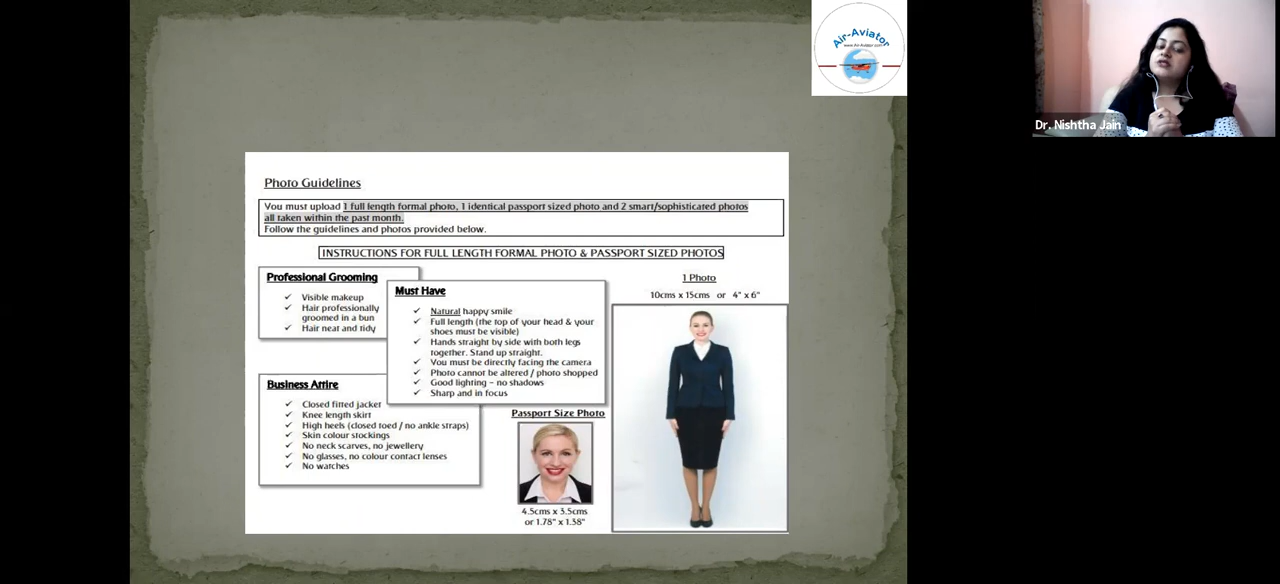 Air-Aviator
www.Air-Aviator.com
Dr. Nishtha Jain
Photo Guidelines
You must upload 1 full length formal photo, 1 identical passport sized photo and 2 smart/sophisticated photos
all taken within the past month.
Follow the guidelines and photos provided below.
INSTRUCTIONS FOR FULL LENGTH FORMAL PHOTO & PASSPORT SIZED PHOTOS
Professional Grooming
✓ Visible makeup
✓ Hair professionally
groomed in a bun
✓ Hair neat and tidy
Must Have
✓ Natural happy smile
✓ Full length (the top of your head & your
shoes must be visible)
✓ Hands straight by side with both legs
together. Stand up straight.
✓ You must be directly facing the camera
✓ Photo cannot be altered / photo shopped
✓ Good lighting – no shadows
✓ Sharp and in focus
Business Attire
✓ Closed fitted jacket
✓ Knee length skirt
✓ High heels (closed toed / no ankle straps)
✓ Skin colour stockings
✓ No neck scarves, no jewellery
✓ No glasses, no colour contact lenses
✓ No watches
Passport Size Photo
4.5cms x 3.5cms
or 1.78" x 1.38"
1 Photo
10cms x 15cms or 4" x 6"